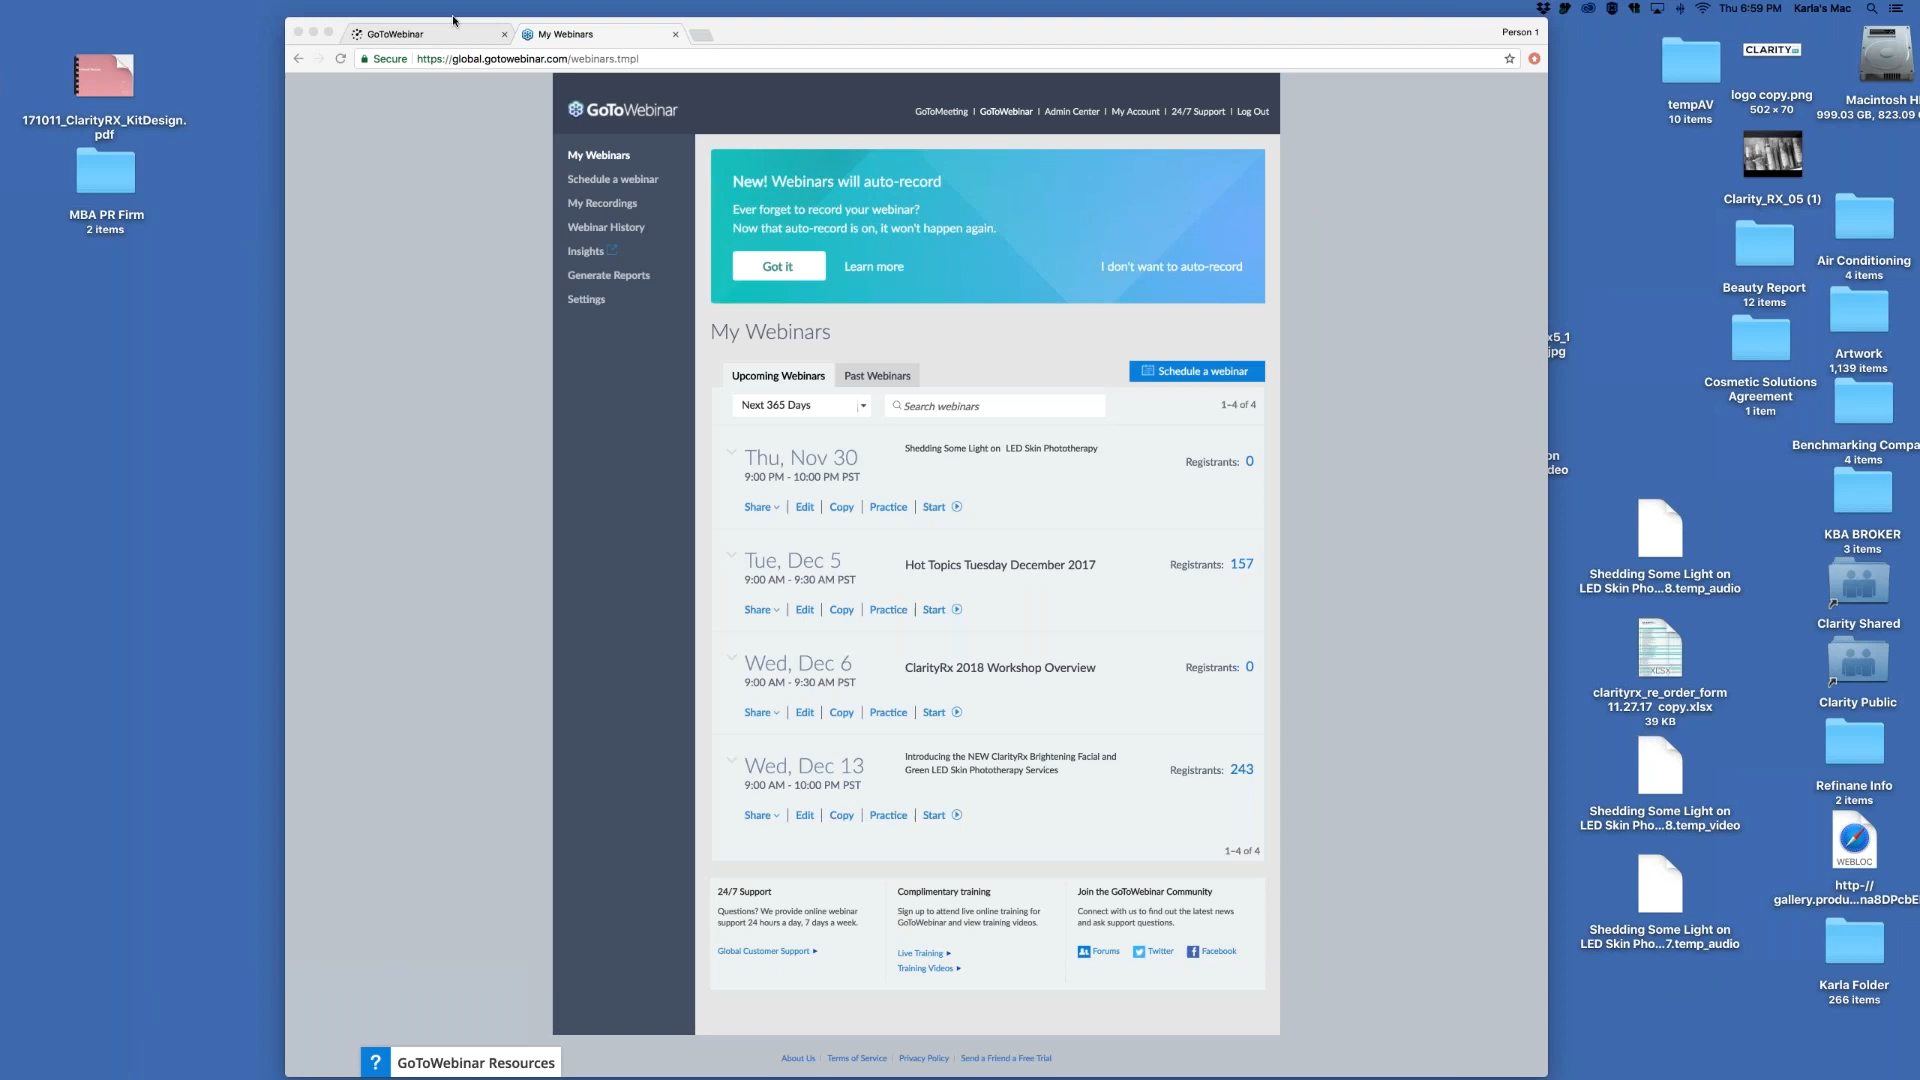 Thu 6:59 PM Karla's Mac
GoToWebinar
My Webinars
Person 1
Secure https://global.gotowebinar.com/webinars.tmpl
171011_ClarityRX_KitDesign.
pdf
MBA PR Firm
2 items
GoToWebinar
GoToMeeting | GoToWebinar | Admin Center | My Account | 24/7 Support | Log Out
My Webinars
Schedule a webinar
My Recordings
Webinar History
Insights
Generate Reports
Settings
New! Webinars will auto-record
Ever forget to record your webinar?
Now that auto-record is on, it won't happen again.
Got it Learn more I don't want to auto-record
My Webinars
Upcoming Webinars Past Webinars Schedule a webinar
Next 365 Days Search webinars 1–4 of 4
Thu, Nov 30
9:00 PM - 10:00 PM PST
Shedding Some Light on LED Skin Phototherapy
Registrants: 0
Share | Edit | Copy | Practice | Start
Tue, Dec 5
9:00 AM - 9:30 AM PST
Hot Topics Tuesday December 2017
Registrants: 157
Share | Edit | Copy | Practice | Start
Wed, Dec 6
9:00 AM - 9:30 AM PST
ClarityRx 2018 Workshop Overview
Registrants: 0
Share | Edit | Copy | Practice | Start
Wed, Dec 13
9:00 AM - 10:00 PM PST
Introducing the NEW ClarityRx Brightening Facial and
Green LED Skin Phototherapy Services
Registrants: 243
Share | Edit | Copy | Practice | Start
1–4 of 4
24/7 Support
Questions? We provide online webinar
support 24 hours a day, 7 days a week.
Global Customer Support
Complimentary training
Sign up to attend live online training for
GoToWebinar and view training videos.
Live Training
Training Videos
Join the GoToWebinar Community
Connect with us to find out the latest news
and ask support questions.
Forums Twitter Facebook
About Us | Terms of Service | Privacy Policy | Send a Friend a Free Trial
? GoToWebinar Resources
x5_1
jpg
on
deo
tempAV
10 items
CLARITY
logo copy.png
502 × 70
Macintosh H
999.03 GB, 823.09
Clarity_RX_05 (1)
Beauty Report
12 items
Air Conditioning
4 items
Cosmetic Solutions
Agreement
1 item
Artwork
1,139 items
Benchmarking Compa
4 items
KBA BROKER
3 items
Shedding Some Light on
LED Skin Pho...8.temp_audio
Clarity Shared
XLSX
clarityrx_re_order_form
11.27.17 copy.xlsx
39 KB
Clarity Public
Refinane Info
2 items
Shedding Some Light on
LED Skin Pho...8.temp_video
WEBLOC
http-//
gallery.produ...na8DPcbE
Shedding Some Light on
LED Skin Pho...7.temp_audio
Karla Folder
266 items